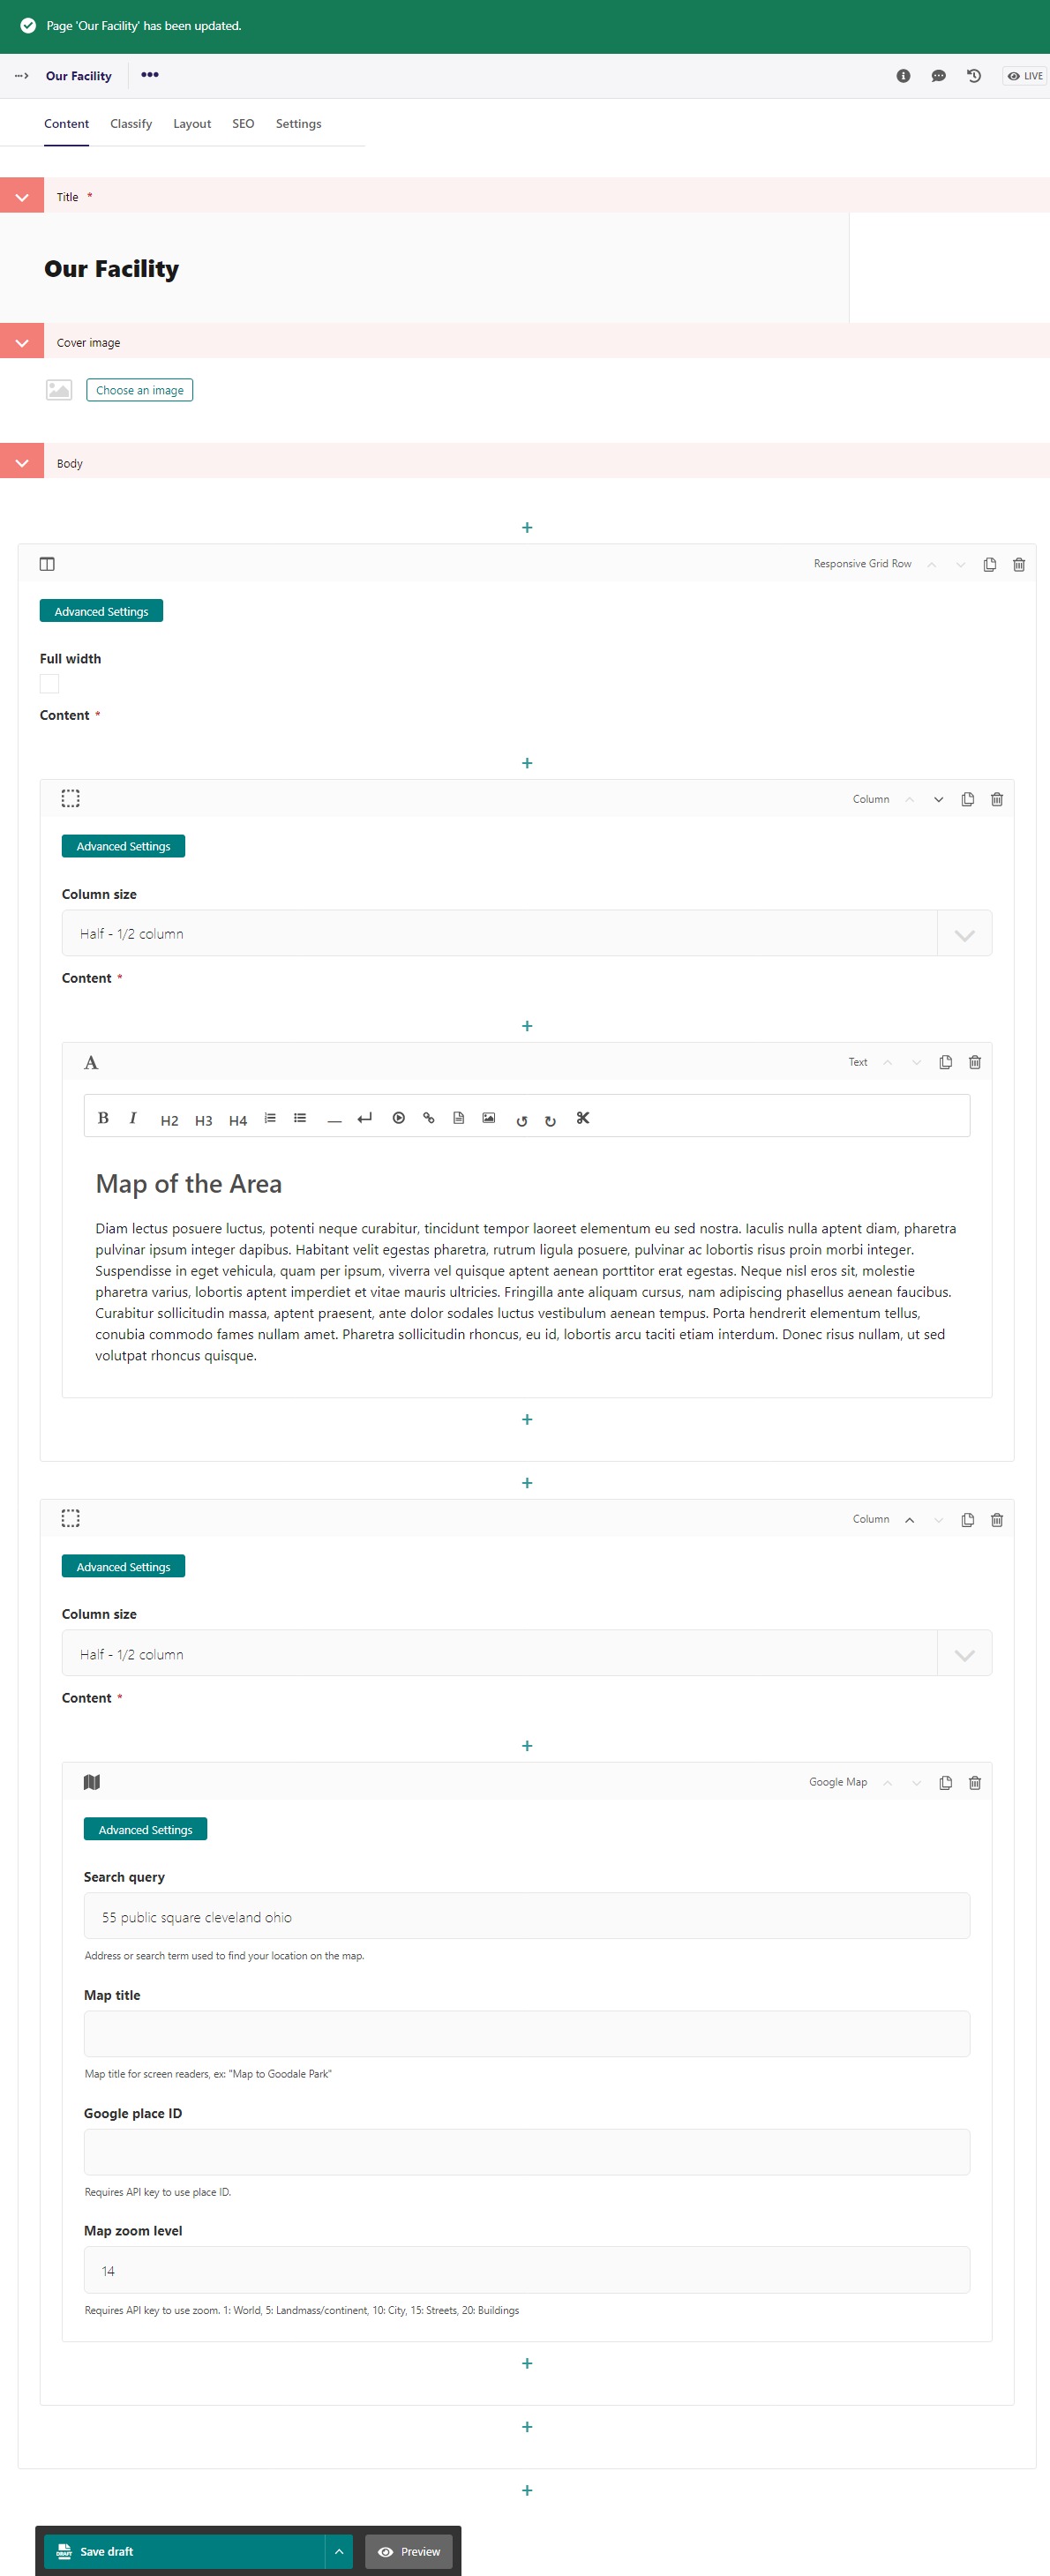 Page 'Our Facility' has been updated.
Our Facility
LIVE
Content Classify Layout SEO Settings
Title *
Our Facility
Cover image
Choose an image
Body
+
Responsive Grid Row
Advanced Settings
Full width
Content *
+
Column
Advanced Settings
Column size
Half - 1/2 column
Content *
+
A Text
B I H2 H3 H4
Map of the Area
Diam lectus posuere luctus, potenti neque curabitur, tincidunt tempor laoreet elementum eu sed nostra. Iaculis nulla aptent diam, pharetra
pulvinar ipsum integer dapibus. Habitant velit egestas pharetra, rutrum ligula posuere, pulvinar ac lobortis risus proin morbi integer.
Suspendisse in eget vehicula, quam per ipsum, viverra vel quisque aptent aenean porttitor erat egestas. Neque nisl eros sit, molestie
pharetra varius, lobortis aptent imperdiet et vitae mauris ultricies. Fringilla ante aliquam cursus, nam adipiscing phasellus aenean faucibus.
Curabitur sollicitudin massa, aptent praesent, ante dolor sodales luctus vestibulum aenean tempus. Porta hendrerit elementum tellus,
conubia commodo fames nullam amet. Pharetra sollicitudin rhoncus, eu id, lobortis arcu taciti etiam interdum. Donec risus nullam, ut sed
volutpat rhoncus quisque.
+
+
Column
Advanced Settings
Column size
Half - 1/2 column
Content *
+
Google Map
Advanced Settings
Search query
55 public square cleveland ohio
Address or search term used to find your location on the map.
Map title
Map title for screen readers, ex: "Map to Goodale Park"
Google place ID
Requires API key to use place ID.
Map zoom level
14
Requires API key to use zoom. 1: World, 5: Landmass/continent, 10: City, 15: Streets, 20: Buildings
+
+
+
DRAFT Save draft Preview